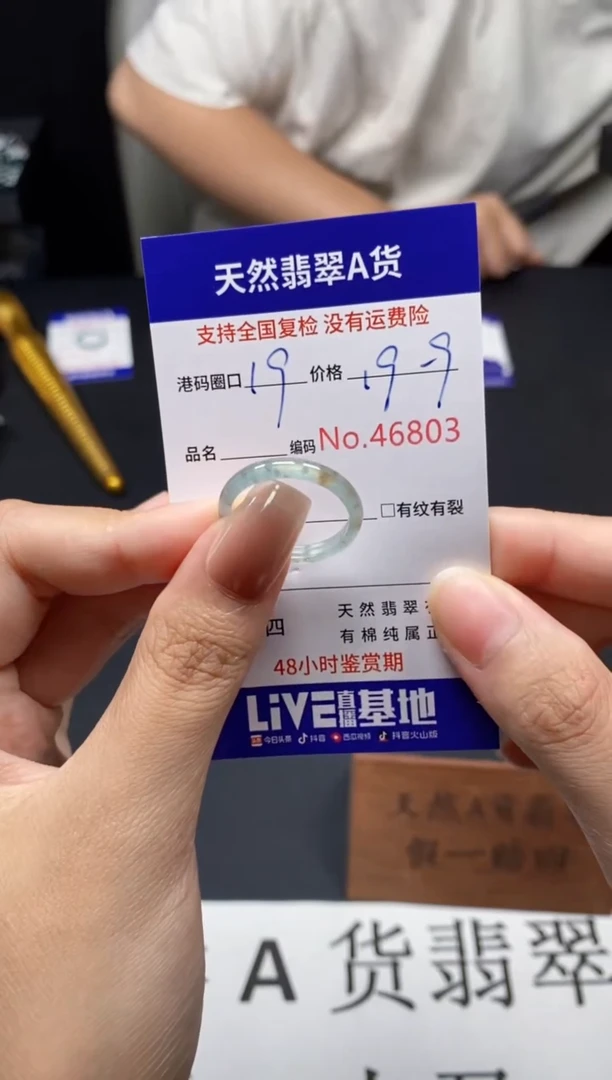 天然翡翠A货
支持全国复检 没有运费险
港码圈口 19 价格 19-9
品名 编码 No.46803
□有纹有裂
四 天然翡翠
有棉纯属正
48小时鉴赏期
LIVE直播基地
今日头条 抖音 西瓜视频 抖音火山版
天然A货翡
假一赔四
A 货翡翠